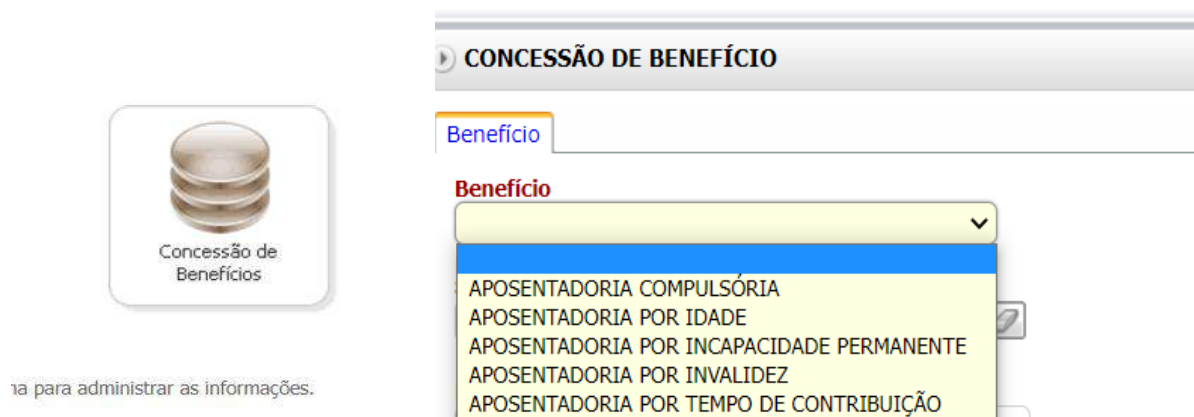 Concessão de
Benefícios
para administrar as informações.
CONCESSÃO DE BENEFÍCIO
Benefício
Benefício
APOSENTADORIA COMPULSÓRIA
APOSENTADORIA POR IDADE
APOSENTADORIA POR INCAPACIDADE PERMANENTE
APOSENTADORIA POR INVALIDEZ
APOSENTADORIA POR TEMPO DE CONTRIBUIÇÃO